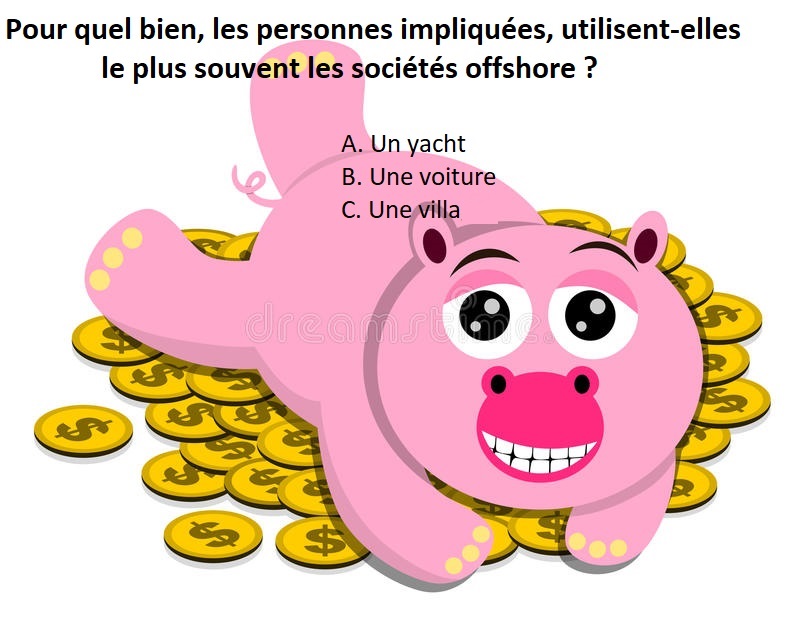 Pour quel bien, les personnes impliquées, utilisent-elles
le plus souvent les sociétés offshore ?
A. Un yacht
B. Une voiture
C. Une villa
dreamstime.